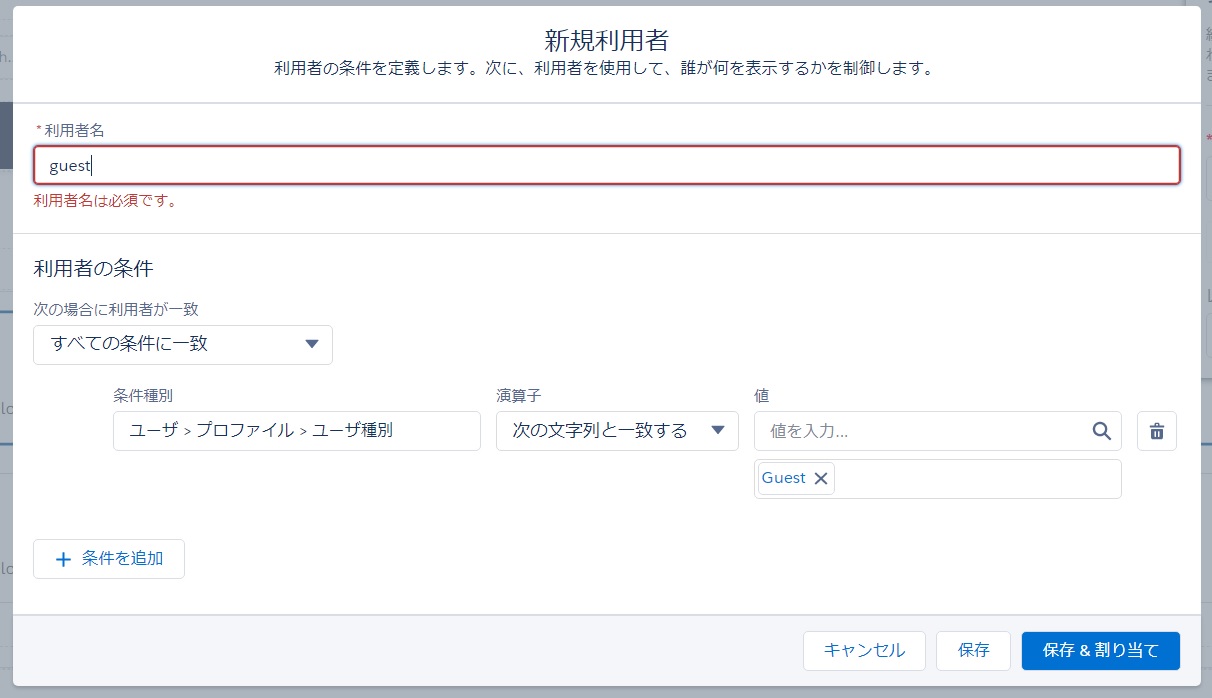 新規利用者
利用者の条件を定義します。次に、利用者を使用して、誰が何を表示するかを制御します。
*利用者名
guest
利用者名は必須です。
利用者の条件
次の場合に利用者が一致
すべての条件に一致
条件種別 演算子 値
ユーザ > プロファイル > ユーザ種別 次の文字列と一致する 値を入力...
Guest
条件を追加
キャンセル 保存 保存 & 割り当て